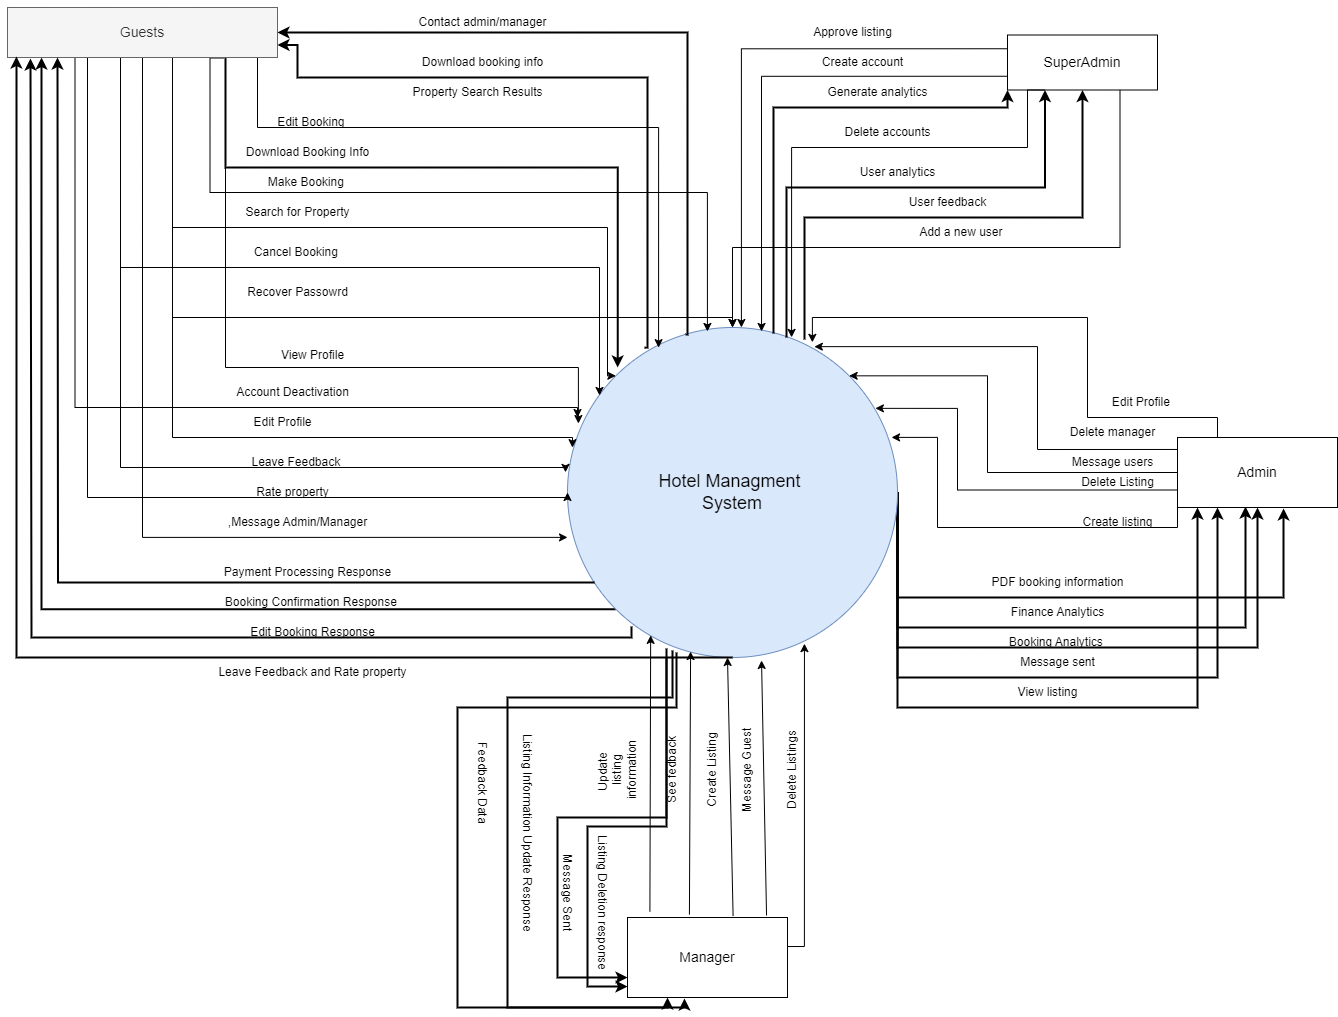 Guests
Contact admin/manager
Download booking info
Property Search Results
Edit Booking
Download Booking Info
Make Booking
Search for Property
Cancel Booking
Recover Passowrd
View Profile
Account Deactivation
Edit Profile
Leave Feedback
Rate property
,Message Admin/Manager
Payment Processing Response
Booking Confirmation Response
Edit Booking Response
Leave Feedback and Rate property
Approve listing
Create account
Generate analytics
Delete accounts
User analytics
User feedback
Add a new user
SuperAdmin
Hotel Managment
System
Edit Profile
Delete manager
Message users
Delete Listing
Create listing
Admin
PDF booking information
Finance Analytics
Booking Analytics
Message sent
View listing
Feedback Data
Listing Information Update Response
Message Sent
Listing Deletion response
Update
listing
information
See fedback
Create Listing
Message Guest
Delete Listings
Manager